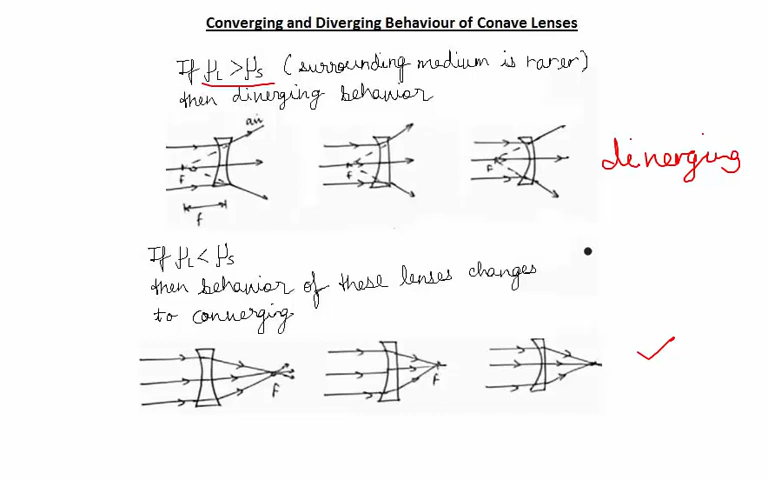 Converging and Diverging Behaviour of Conave Lenses
If μL > μS (surrounding medium is rarer)
then diverging behavior
air
F
F
F
f
diverging
If μL < μS
then behavior of these lenses changes
to converging
F
F